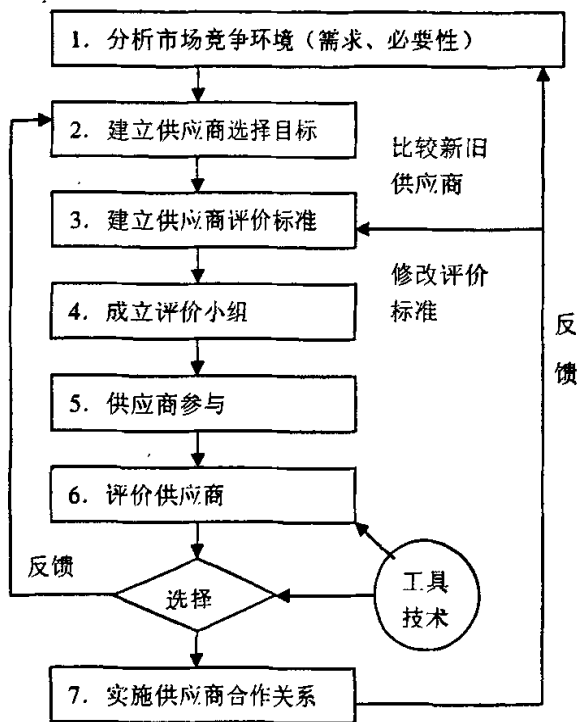 1. 分析市场竞争环境（需求、必要性）
2. 建立供应商选择目标
比较新旧
供应商
3. 建立供应商评价标准
修改评价
标准
4. 成立评价小组
反
馈
5. 供应商参与
6. 评价供应商
反馈
选择
工具
技术
7. 实施供应商合作关系